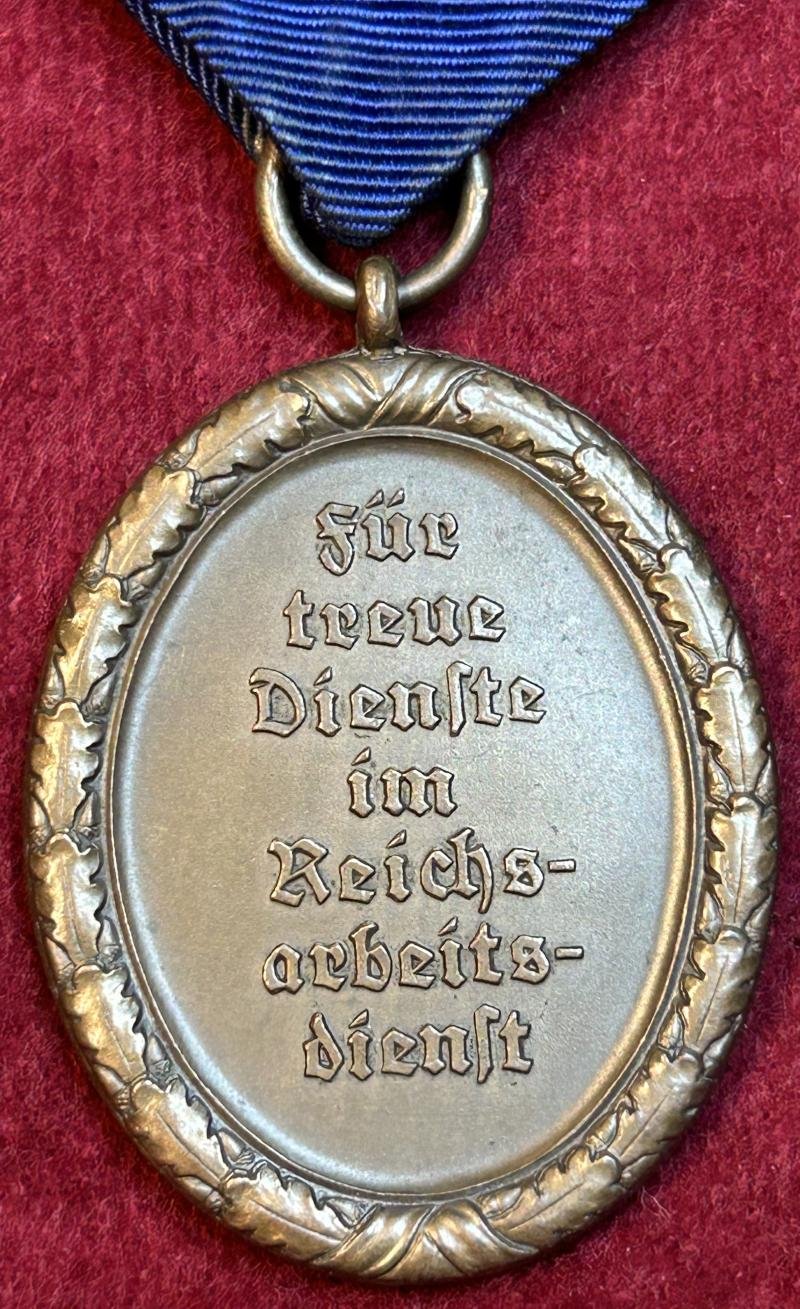 Für
treue
Dienſte
im
Reichs-
arbeits-
dienſt